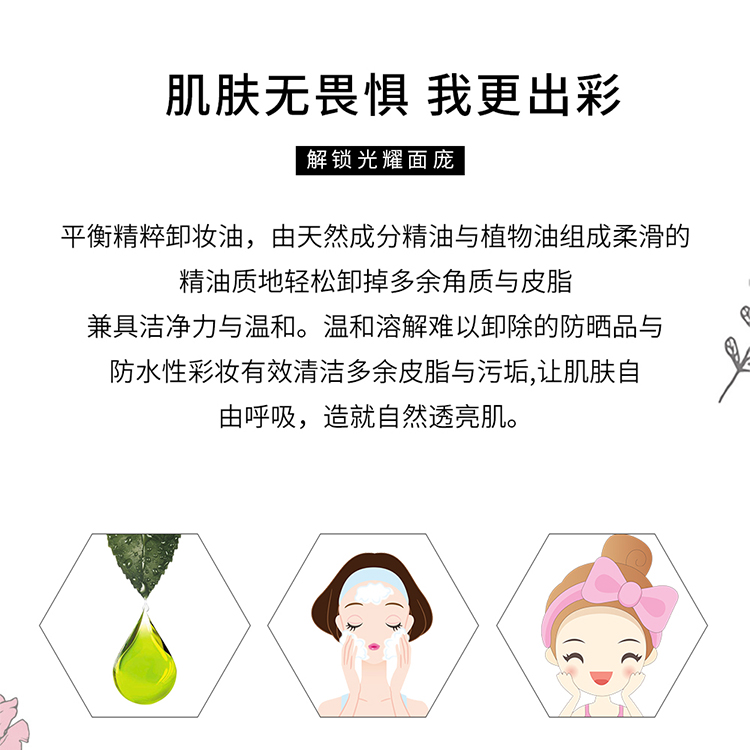 肌肤无畏惧 我更出彩
解锁光耀面庞
平衡精粹卸妆油，由天然成分精油与植物油组成柔滑的
精油质地轻松卸掉多余角质与皮脂
兼具洁净力与温和。温和溶解难以卸除的防晒品与
防水性彩妆有效清洁多余皮脂与污垢,让肌肤自
由呼吸，造就自然透亮肌。